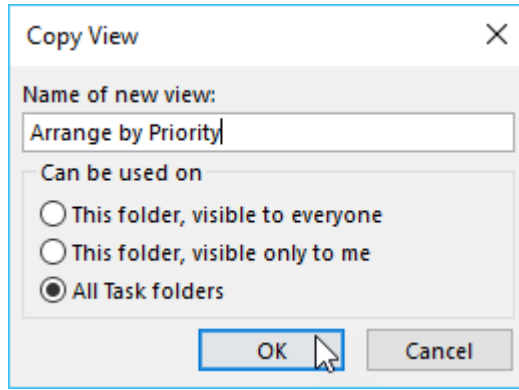 Copy View
Name of new view:
Arrange by Priority
Can be used on
This folder, visible to everyone
This folder, visible only to me
All Task folders
OK Cancel